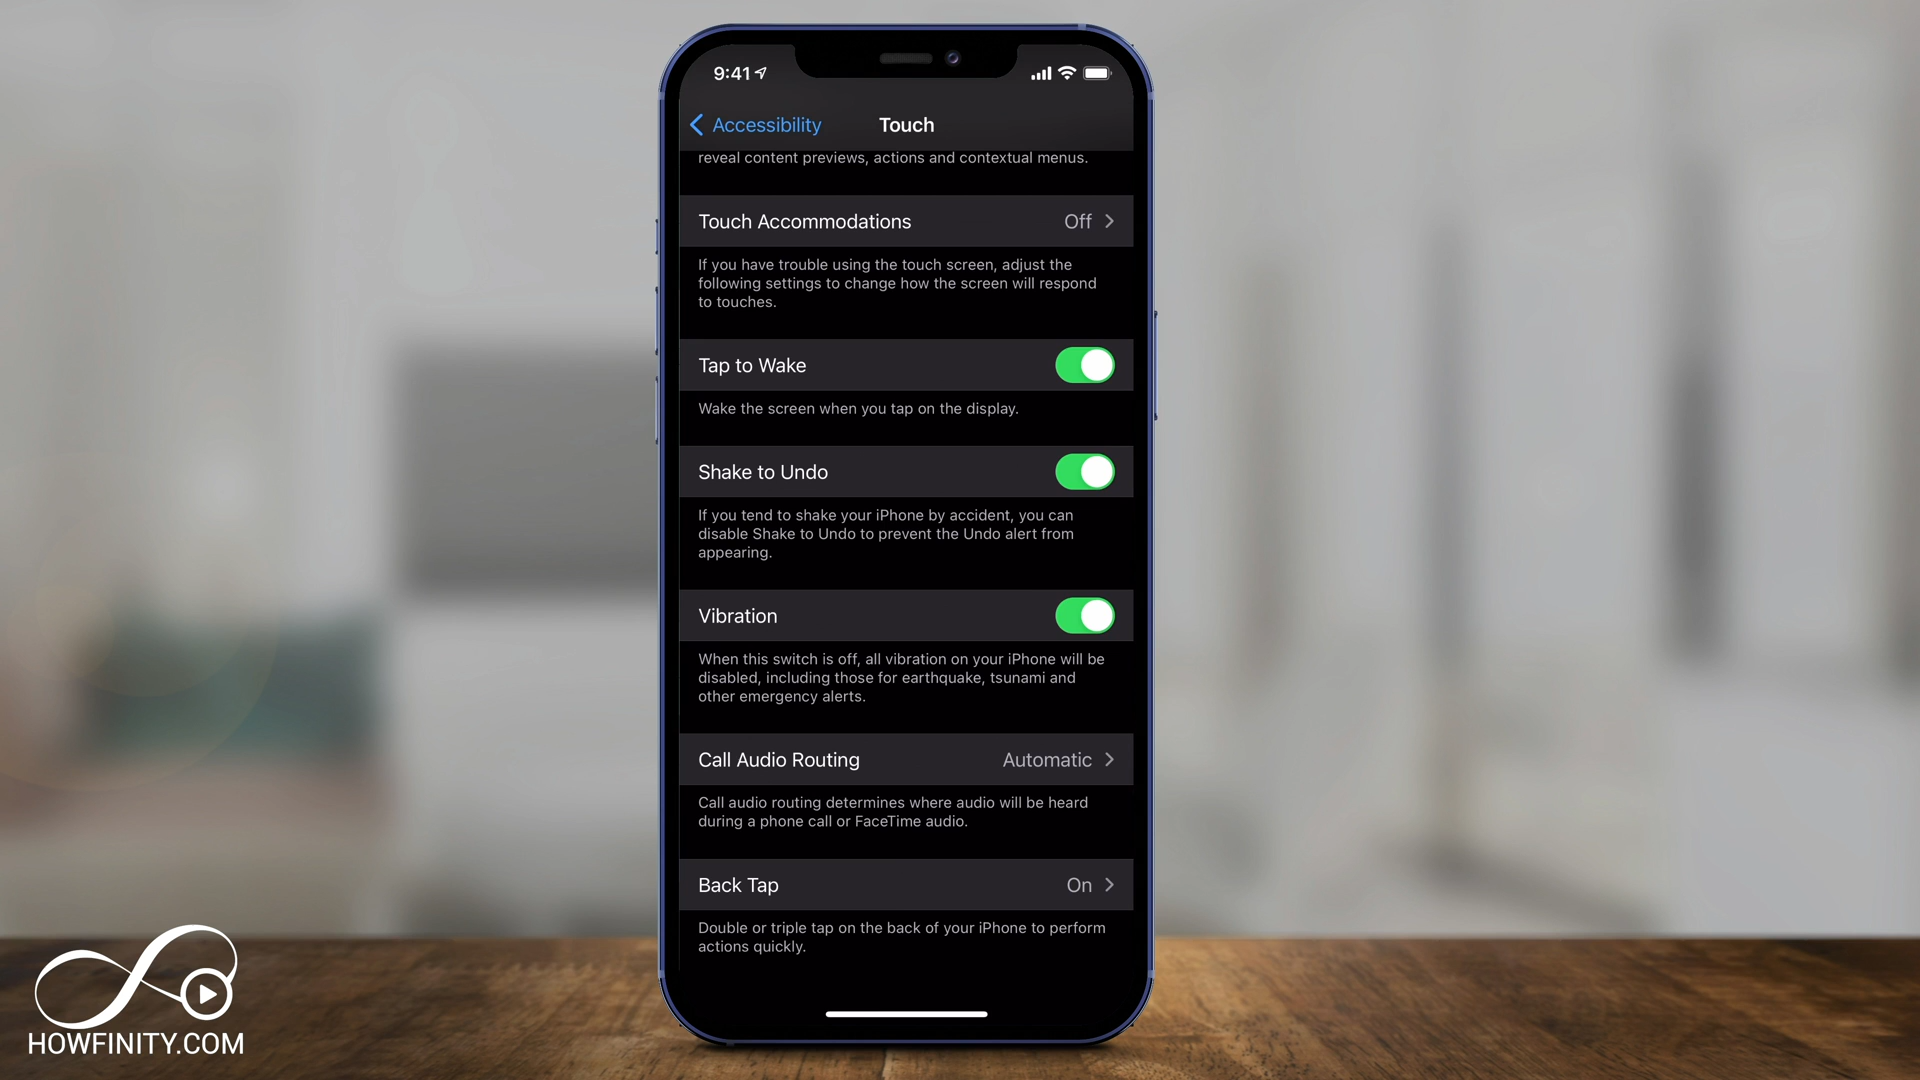 9:41
Accessibility
Touch
reveal content previews, actions and contextual menus.
Touch Accommodations
Off
If you have trouble using the touch screen, adjust the
following settings to change how the screen will respond
to touches.
Tap to Wake
Wake the screen when you tap on the display.
Shake to Undo
If you tend to shake your iPhone by accident, you can
disable Shake to Undo to prevent the Undo alert from
appearing.
Vibration
When this switch is off, all vibration on your iPhone will be
disabled, including those for earthquake, tsunami and
other emergency alerts.
Call Audio Routing
Automatic
Call audio routing determines where audio will be heard
during a phone call or FaceTime audio.
Back Tap
On
Double or triple tap on the back of your iPhone to perform
actions quickly.
HOWFINITY.COM